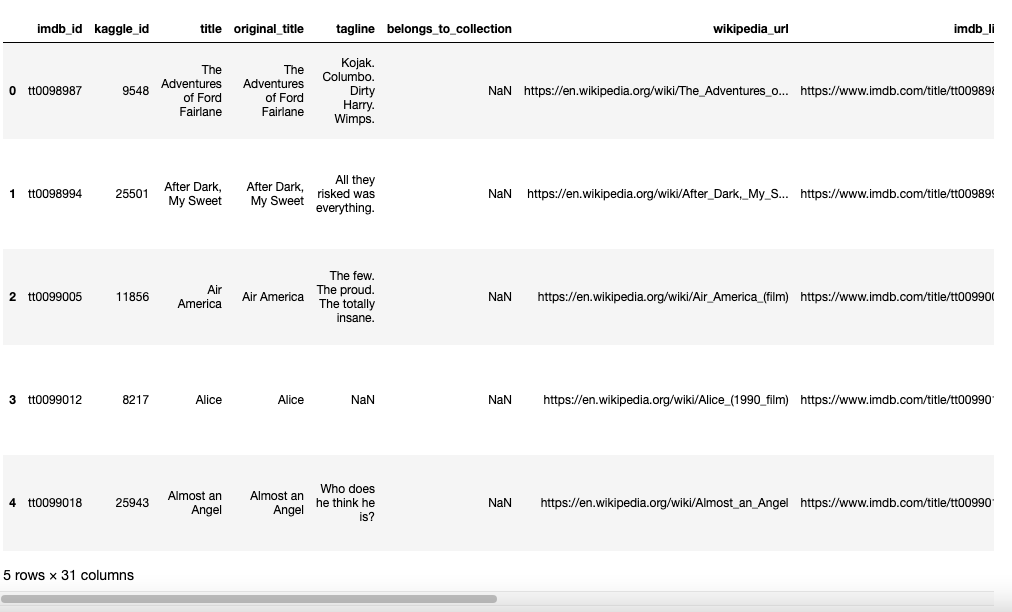 imdb_id kaggle_id title original_title tagline belongs_to_collection wikipedia_url imdb_li
0 tt0098987 9548 The Adventures of Ford Fairlane The Adventures of Ford Fairlane Kojak. Columbo. Dirty Harry. Wimps. NaN https://en.wikipedia.org/wiki/The_Adventures_o... https://www.imdb.com/title/tt009898
1 tt0098994 25501 After Dark, My Sweet After Dark, My Sweet All they risked was everything. NaN https://en.wikipedia.org/wiki/After_Dark,_My_S... https://www.imdb.com/title/tt009899
2 tt0099005 11856 Air America Air America The few. The proud. The totally insane. NaN https://en.wikipedia.org/wiki/Air_America_(film) https://www.imdb.com/title/tt009900
3 tt0099012 8217 Alice Alice NaN NaN https://en.wikipedia.org/wiki/Alice_(1990_film) https://www.imdb.com/title/tt00990
4 tt0099018 25943 Almost an Angel Almost an Angel Who does he think he is? NaN https://en.wikipedia.org/wiki/Almost_an_Angel https://www.imdb.com/title/tt00990
5 rows × 31 columns